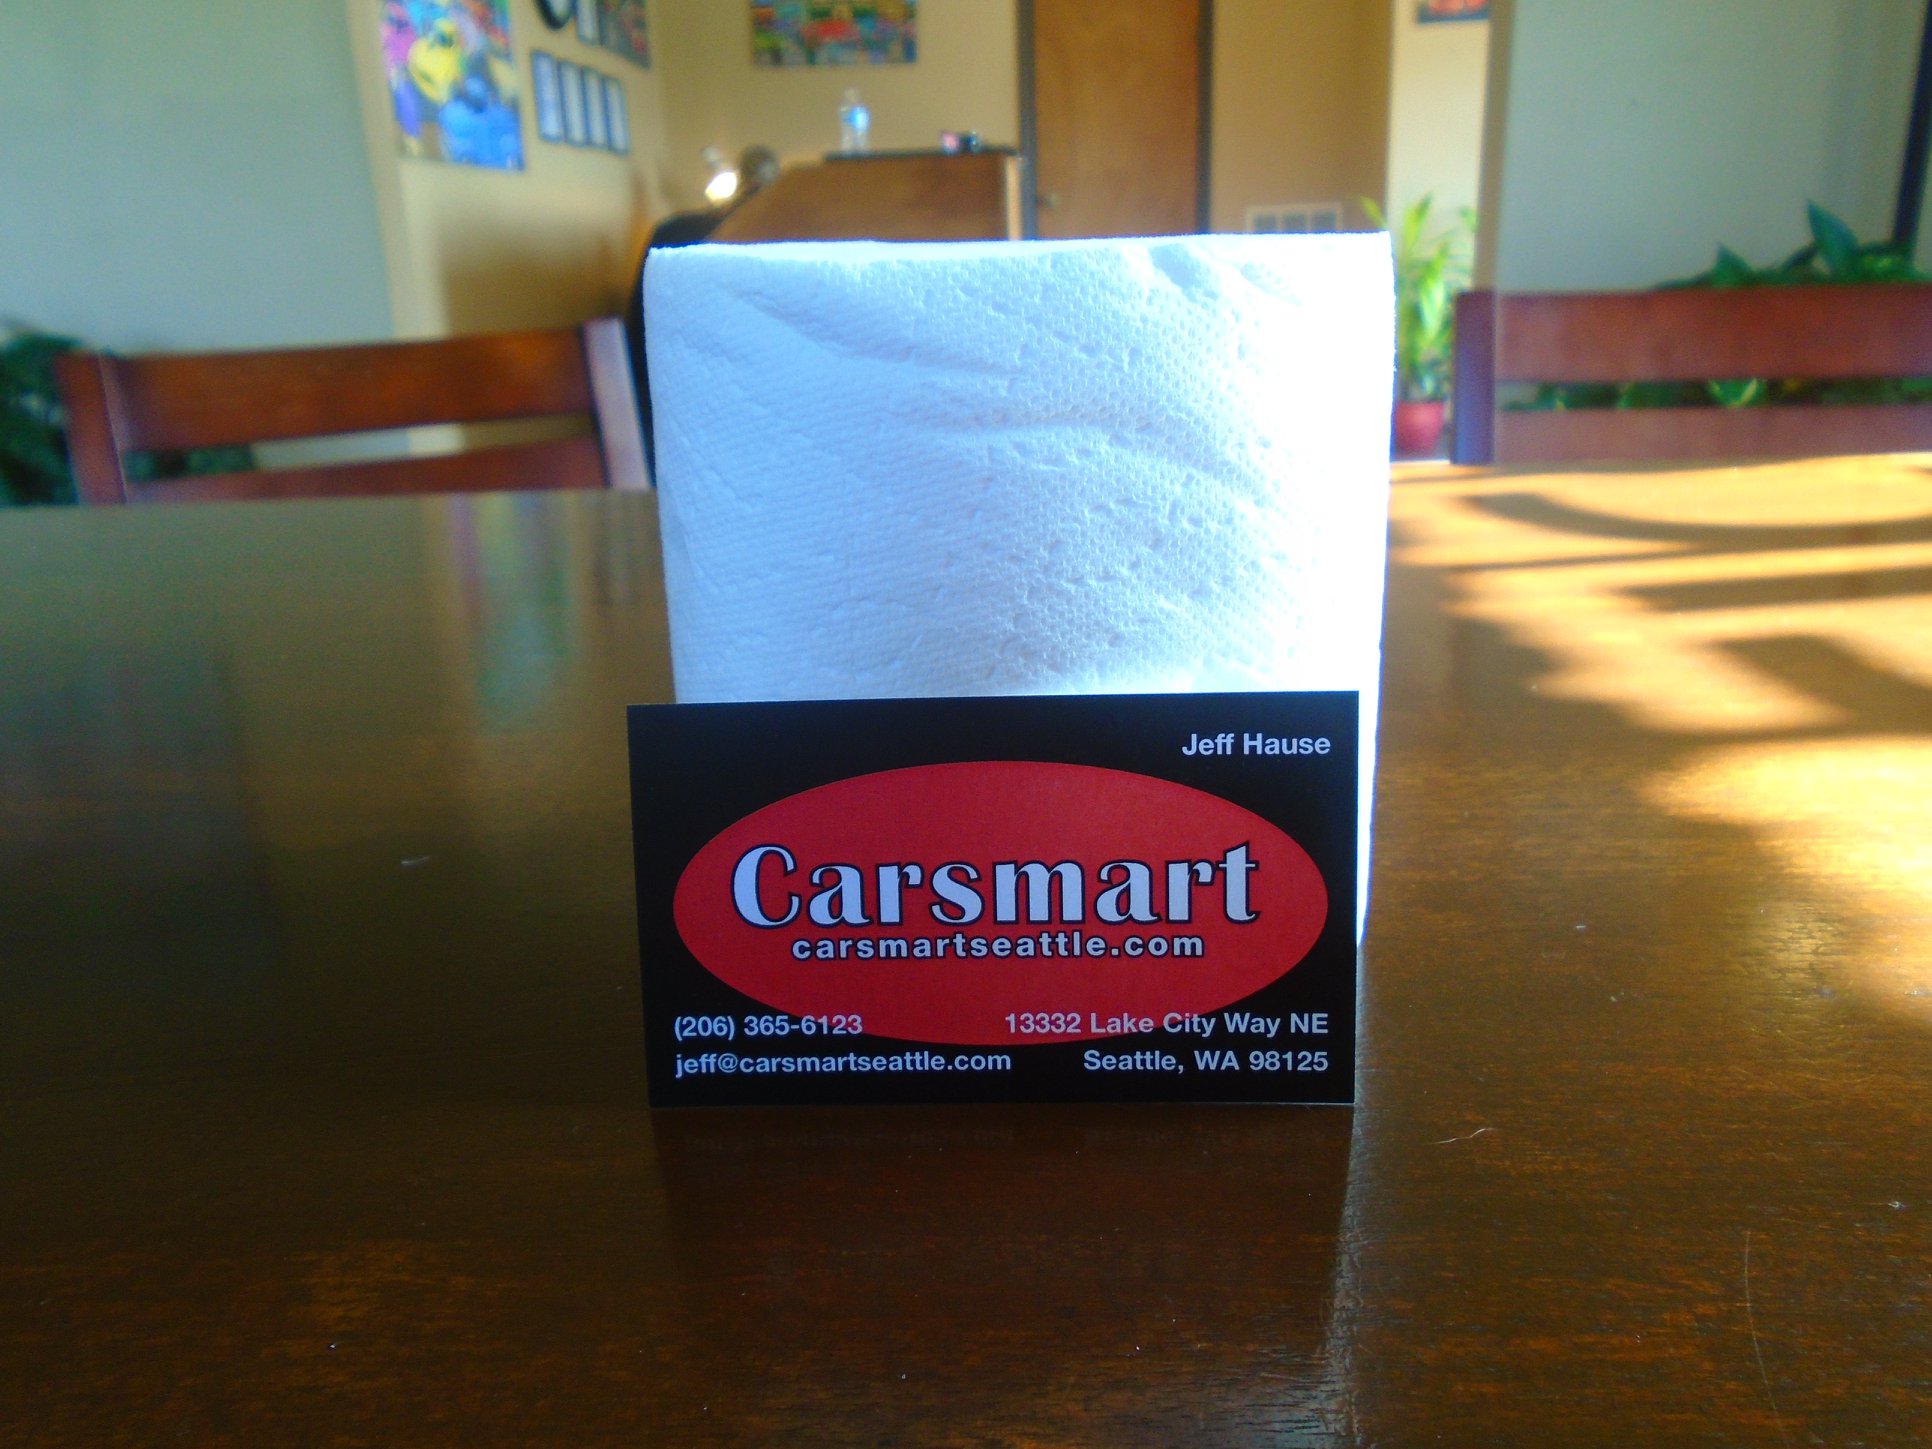 Jeff Hause
Carsmart
carsmartseattle.com
(206) 365-6123
jeff@carsmartseattle.com
13332 Lake City Way NE
Seattle, WA 98125